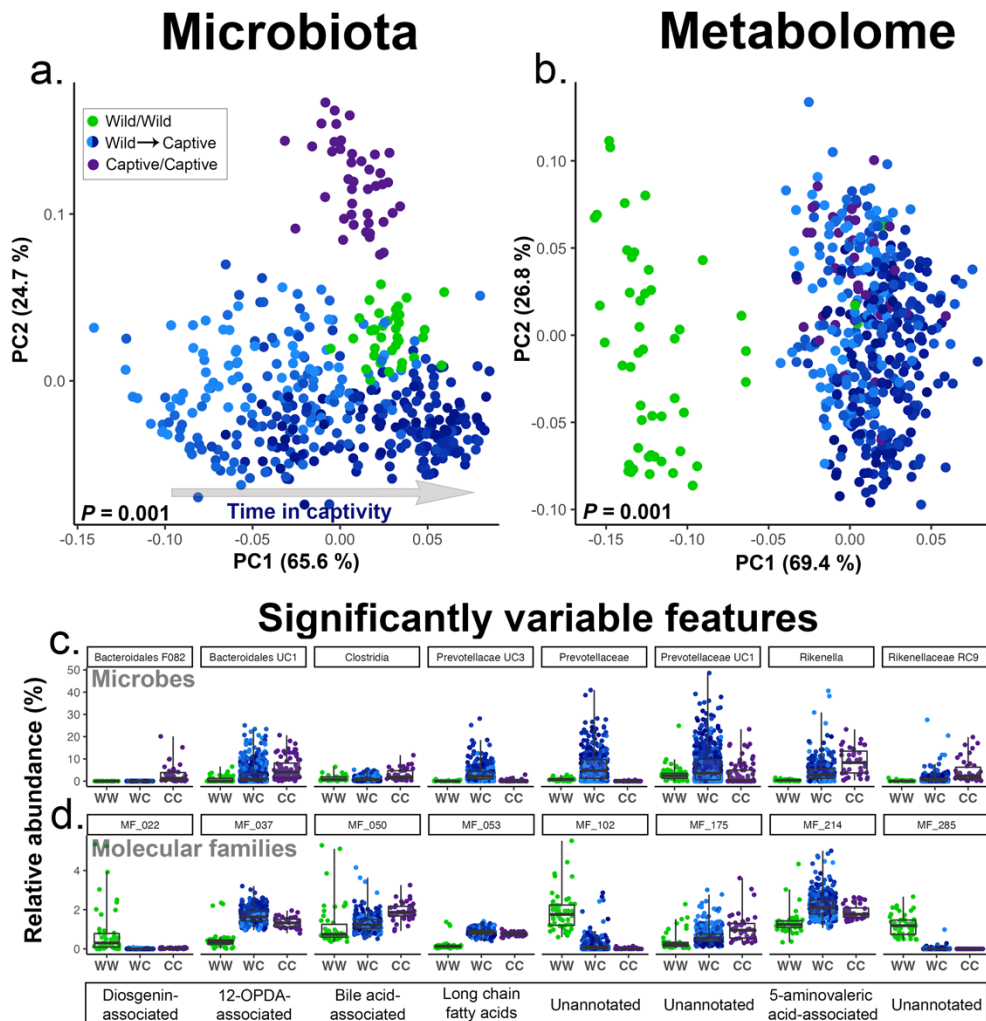 Microbiota
Metabolome
a.
b.
Wild/Wild
Wild→Captive
Captive/Captive
PC2 (24.7 %)
0.1
0.0
P = 0.001
Time in captivity
-0.15
-0.10
-0.05
0.00
0.05
PC1 (65.6 %)
PC2 (26.8 %)
0.10
0.05
0.00
-0.05
-0.10
P = 0.001
-0.15
-0.10
-0.05
0.00
0.05
PC1 (69.4 %)
Significantly variable features
c.
Bacteroidales F082
Bacteroidales UC1
Clostridia
Prevotellacae UC3
Prevotellaceae
Prevotellaceae UC1
Rikenella
Rikenellaceae RC9
Microbes
Relative abundance (%)
50
40
30
20
10
0
WW WC CC
WW WC CC
WW WC CC
WW WC CC
WW WC CC
WW WC CC
WW WC CC
WW WC CC
d.
MF_022
MF_037
MF_050
MF_053
MF_102
MF_175
MF_214
MF_285
Molecular families
4
2
0
WW WC CC
WW WC CC
WW WC CC
WW WC CC
WW WC CC
WW WC CC
WW WC CC
WW WC CC
Diosgenin-
associated
12-OPDA-
associated
Bile acid-
associated
Long chain
fatty acids
Unannotated
Unannotated
5-aminovaleric
acid-associated
Unannotated